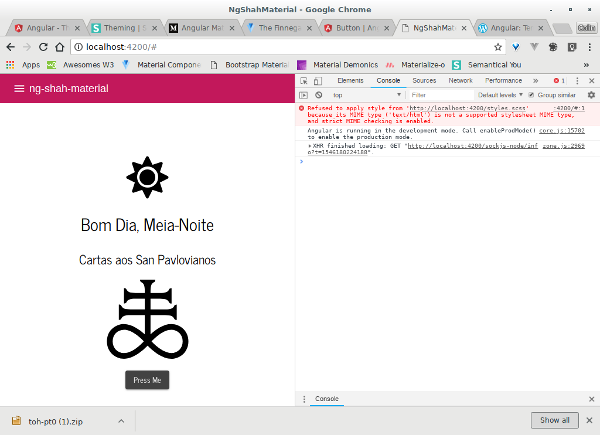 NgShahMaterial - Google Chrome
Angular - Th
Theming | S
Angular Mat
The Finnega
Button | An
NgShahMate
Angular: Te
localhost:4200/#
Apps
Awesomes W3
Material Compone
Bootstrap Material
Material Demonics
Materialize-o
Semantical You
ng-shah-material
Bom Dia, Meia-Noite
Cartas aos San Pavlovianos
Press Me
Elements Console Sources Network Performance » 1
top Filter Default levels Group similar
Refused to apply style from 'http://localhost:4200/styles.scss' :4200/#:1
because its MIME type ('text/html') is not a supported stylesheet MIME type,
and strict MIME checking is enabled.
Angular is running in the development mode. Call enableProdMode() core.js:15782
to enable the production mode.
XHR finished loading: GET "http://localhost:4200/sockjs-node/inf zone.js:2969
o?t=1546180224188"
Console
toh-pt0 (1).zip
Show all